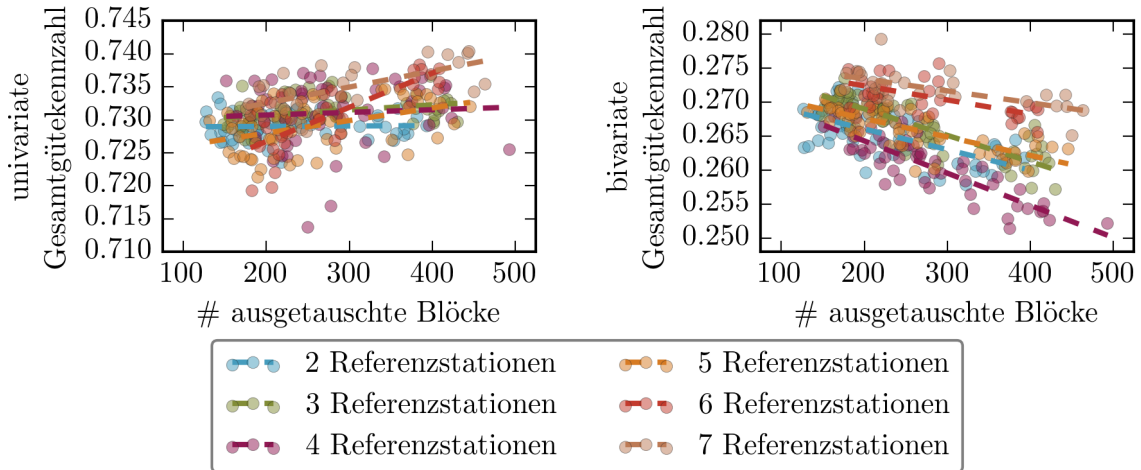 univariate
Gesamtgütekennzahl
0.745
0.740
0.735
0.730
0.725
0.720
0.715
0.710
100 200 300 400 500
# ausgetauschte Blöcke
bivariate
Gesamtgütekennzahl
0.280
0.275
0.270
0.265
0.260
0.255
0.250
100 200 300 400 500
# ausgetauschte Blöcke
2 Referenzstationen
3 Referenzstationen
4 Referenzstationen
5 Referenzstationen
6 Referenzstationen
7 Referenzstationen